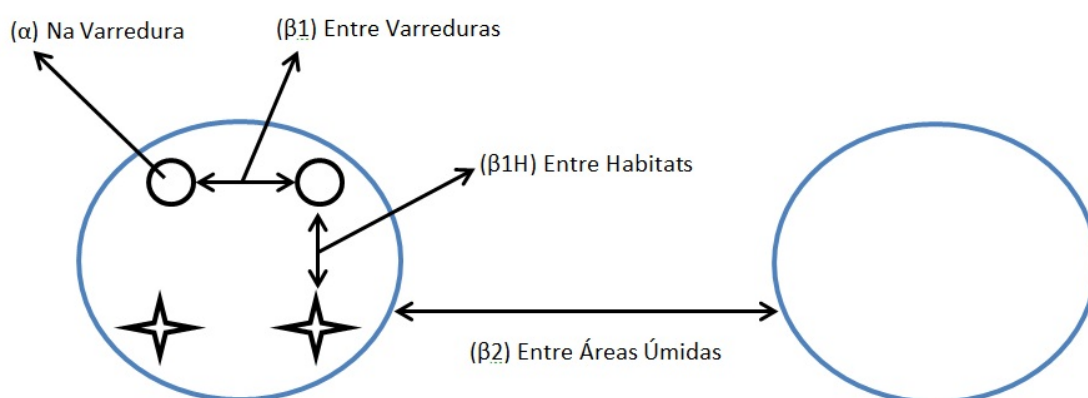 (α) Na Varredura
(β1) Entre Varreduras
(β1H) Entre Habitats
(β2) Entre Áreas Úmidas